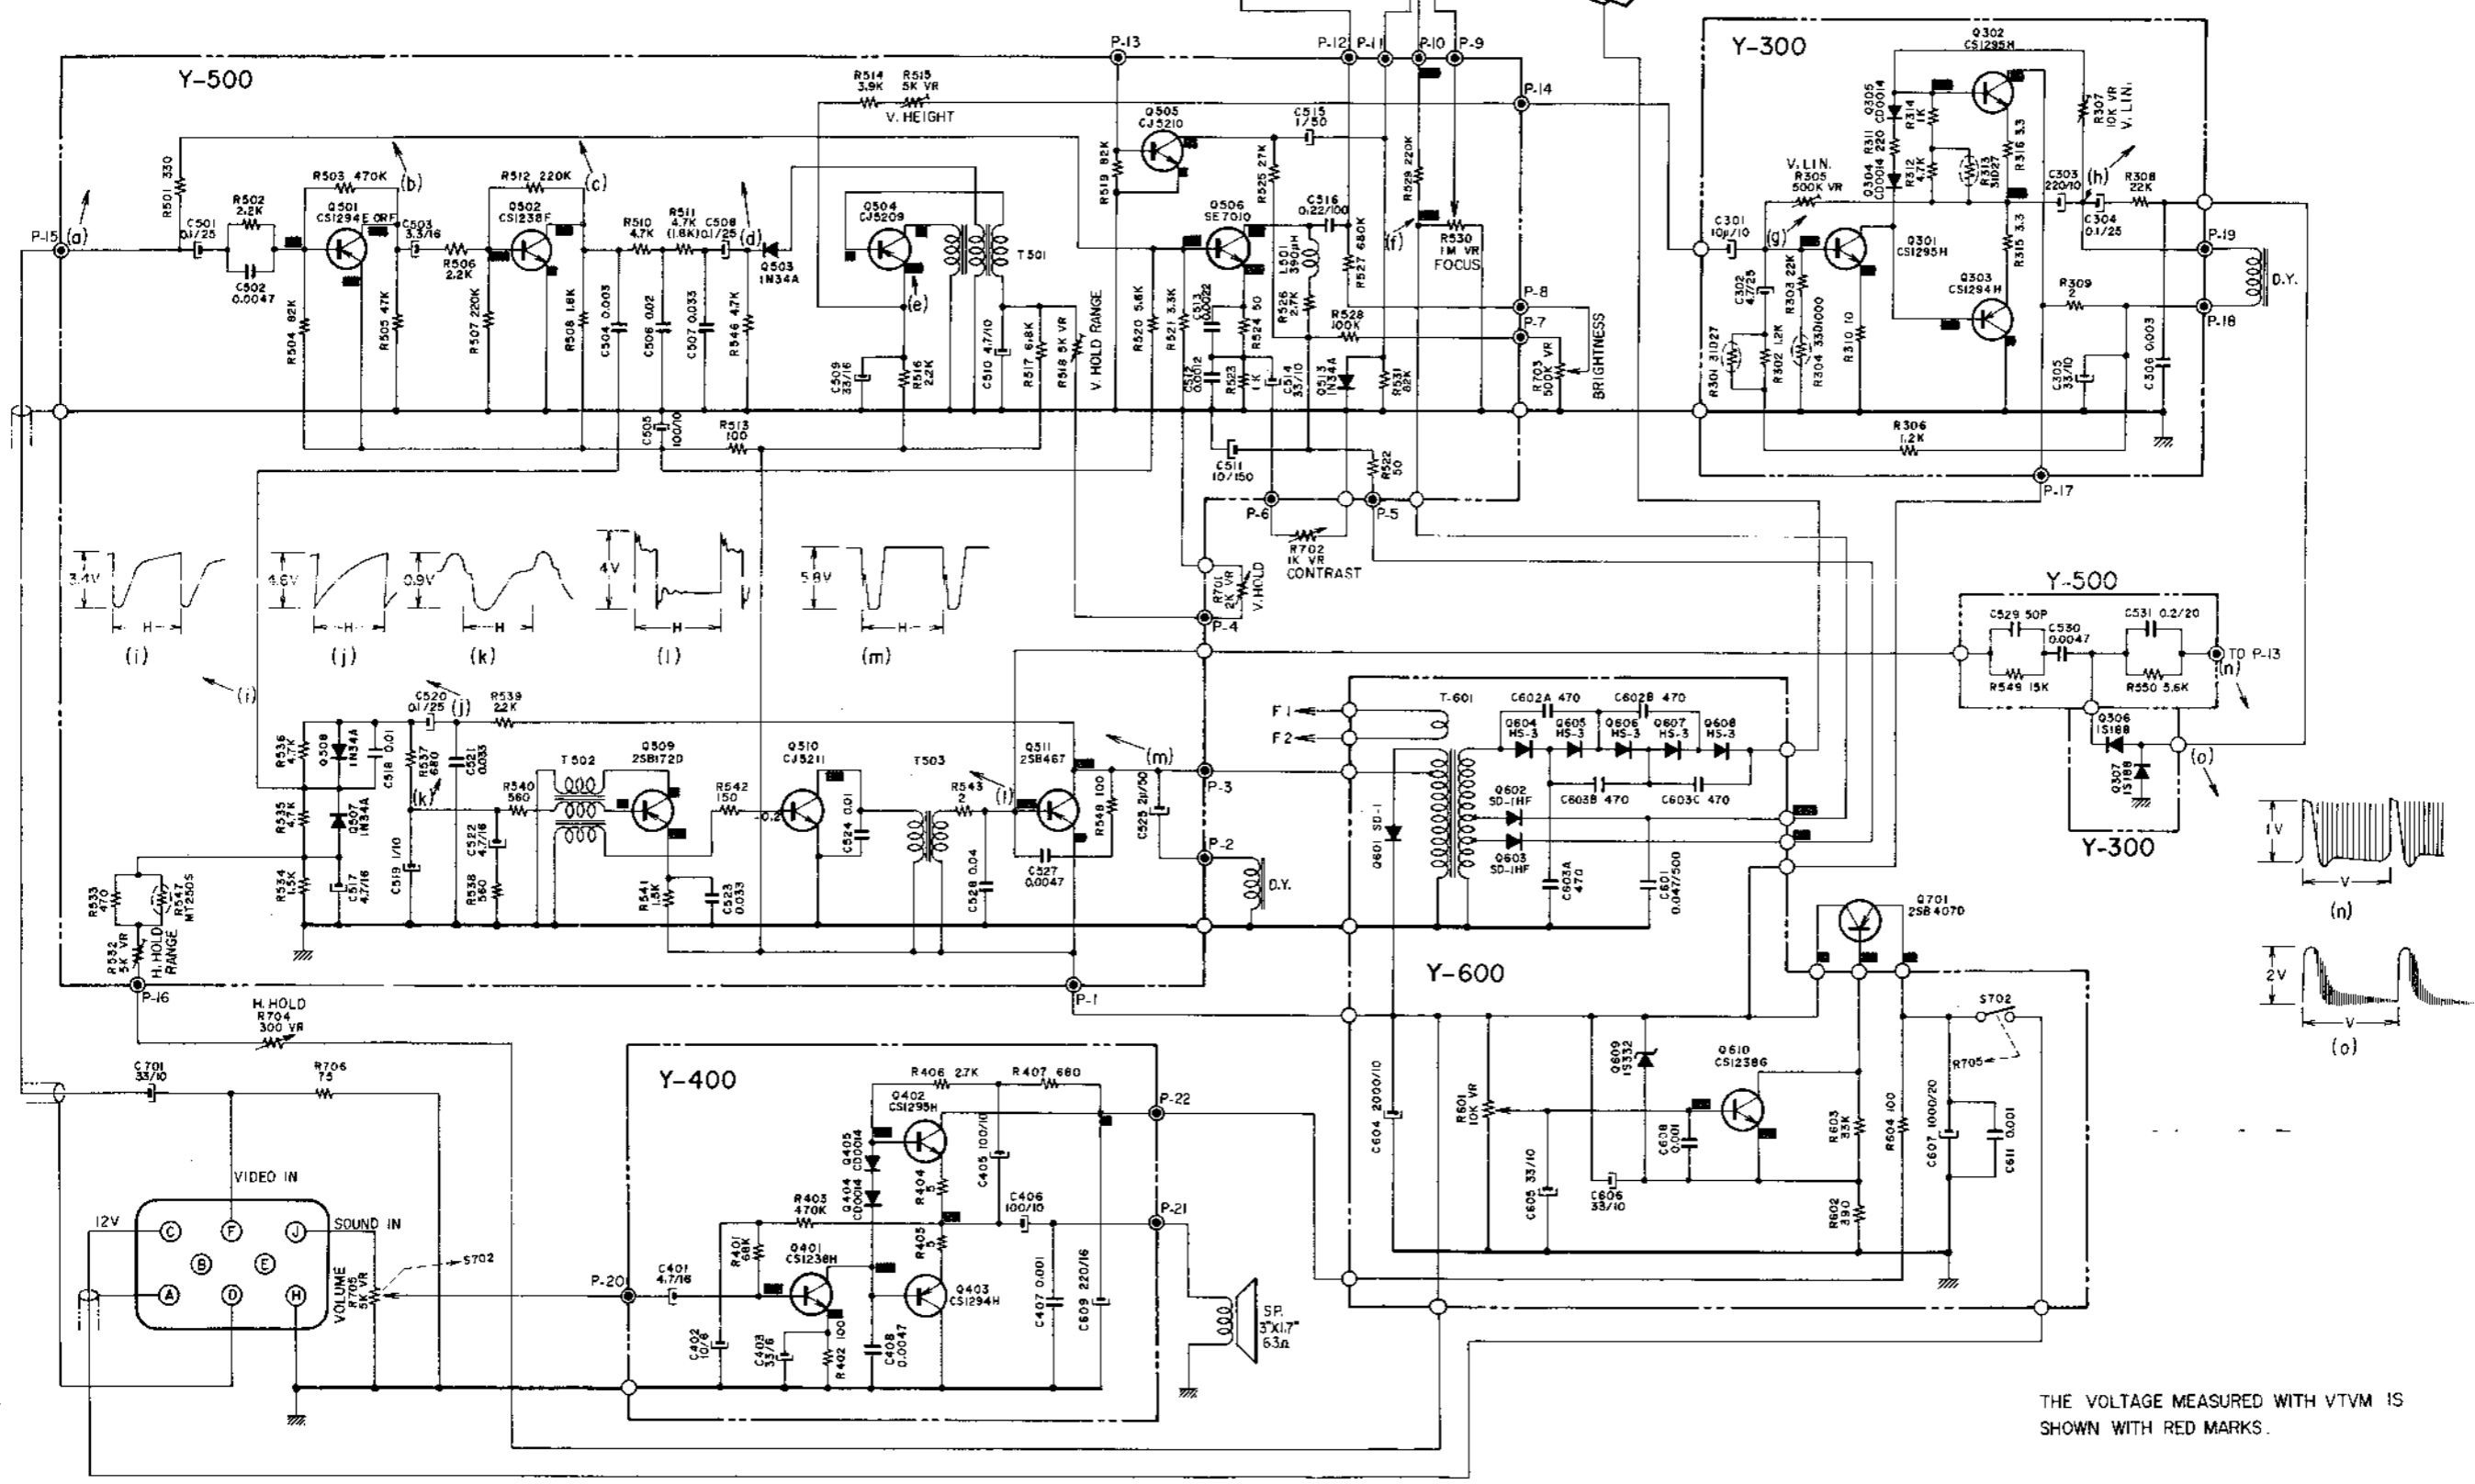 Y-500
P-13
P-12
P-11
P-10
P-9
P-14
P-15
(a)
R501 330
C501
0.1/25
R502
2.2K
C502
0.0047
R503 470K
(b)
Q501
CS1294E ORF
C503
3.3/16
R504 82K
R505 47K
R506
2.2K
R507 220K
R512 220K
(c)
Q502
CS1238F
R508 1.8K
R510
4.7K
R511
4.7K
(1.8K)
C508
0.1/25
(d)
C504 0.003
C506 0.02
C507 0.033
R546 4.7K
Q503
1N34A
C505
100/10
R513
100
R514
3.9K
R515
5K VR
V. HEIGHT
Q504
CJ5209
(e)
T501
C509
33/16
R516
2.2K
C510 4.7/10
R517 6.8K
R518 5K VR
V. HOLD RANGE
R519 82K
Q505
CJ5210
R520 5.6K
R521 3.3K
Q506
SE7010
C515
1/50
R525 27K
C516
0.22/100
L501
390μH
R526
2.7K
R527 680K
R529 220K
(f)
R530
1M VR
FOCUS
C513
0.0022
R524 50
C512
0.0012
R523
1K
C514
33/10
R528
100K
Q513
1N34A
R531
82K
P-8
P-7
R703
500K VR
BRIGHTNESS
C511
10/150
R522
50
P-6
P-5
R702
1K VR
CONTRAST
R701
2K VR
V.HOLD
P-4
Y-300
Q302
CS1295H
Q305
CD0014
R311
220
Q304
CD0014
R314
1K
R312
4.7K
R313
31D27
R316 3.3
R307
10K VR
V. LIN.
V. LIN.
R305
500K VR
C303
220/10
(h)
C304
0.1/25
R308
22K
C301
10μ/10
(g)
Q301
CS1295H
C302
4.7/25
R303 22K
R301 31D27
R302 1.2K
R304 33D1000
R310 10
Q303
CS1294H
R315 3.3
R309
2
C305
33/10
C306 0.003
R306
1.2K
P-19
P-18
D.Y.
P-17
3.4V
H
(i)
4.6V
H
(j)
0.9V
H
(k)
4V
H
(l)
5.8V
H
(m)
Y-500
C529 50P
C530
0.0047
C531 0.2/20
R549 15K
R550 5.6K
TO P-13
(n)
Q306
1S188
Q307
1S188
(o)
Y-300
1V
V
(n)
2V
V
(o)
(i)
R536
4.7K
Q508
1N34A
C518 0.01
R535
4.7K
Q507
1N34A
C520
0.1/25
(j)
R537
680
C521
0.033
(k)
R539
22K
C519 1/10
C522
4.7/16
R538
560
R540
560
T502
Q509
2SB172D
R541
1.5K
C523
0.033
R542
150
-0.2
Q510
CJ5211
C524 0.01
T503
R543
2
(l)
Q511
2SB467
C528 0.04
C527
0.0047
R548 100
(m)
C525 2μ/50
P-3
P-2
D.Y.
R534
1.5K
C517
4.7/16
R533
470
R547
MT250S
R532
5K VR
H. HOLD
RANGE
P-16
P-1
H. HOLD
R704
300 VR
F1
F2
T-601
C602A 470
C602B 470
Q604
HS-3
Q605
HS-3
Q606
HS-3
Q607
HS-3
Q608
HS-3
C603B 470
C603C 470
Q602
SD-1HF
Q603
SD-1HF
Q601 SD-1
C603A
470
C601
0.047/500
Y-600
Q701
2SB407D
S702
R705
Q609
1S332
Q610
CS1238G
C604 2000/10
R601
10K VR
C605 33/10
C606
33/10
C608
0.001
R603
33K
R602
390
R604 100
C607 1000/20
C611 0.001
C701
33/10
R706
75
VIDEO IN
12V
SOUND IN
C
F
J
B
E
A
D
H
VOLUME
R705
5K VR
S702
Y-400
R406 2.7K
R407 680
Q402
CS1295H
P-22
Q405
CD0014
Q404
CD0014
R404
5
C405 100/10
R403
470K
C406
100/10
P-21
R401
68K
Q401
CS1238H
R405
5
P-20
C401
4.7/16
Q403
CS1294H
C402
10/6
C403
33/6
R402 100
C408
0.0047
C407 0.001
C609 220/16
SP.
3"X1.7"
63Ω
THE VOLTAGE MEASURED WITH VTVM IS
SHOWN WITH RED MARKS.